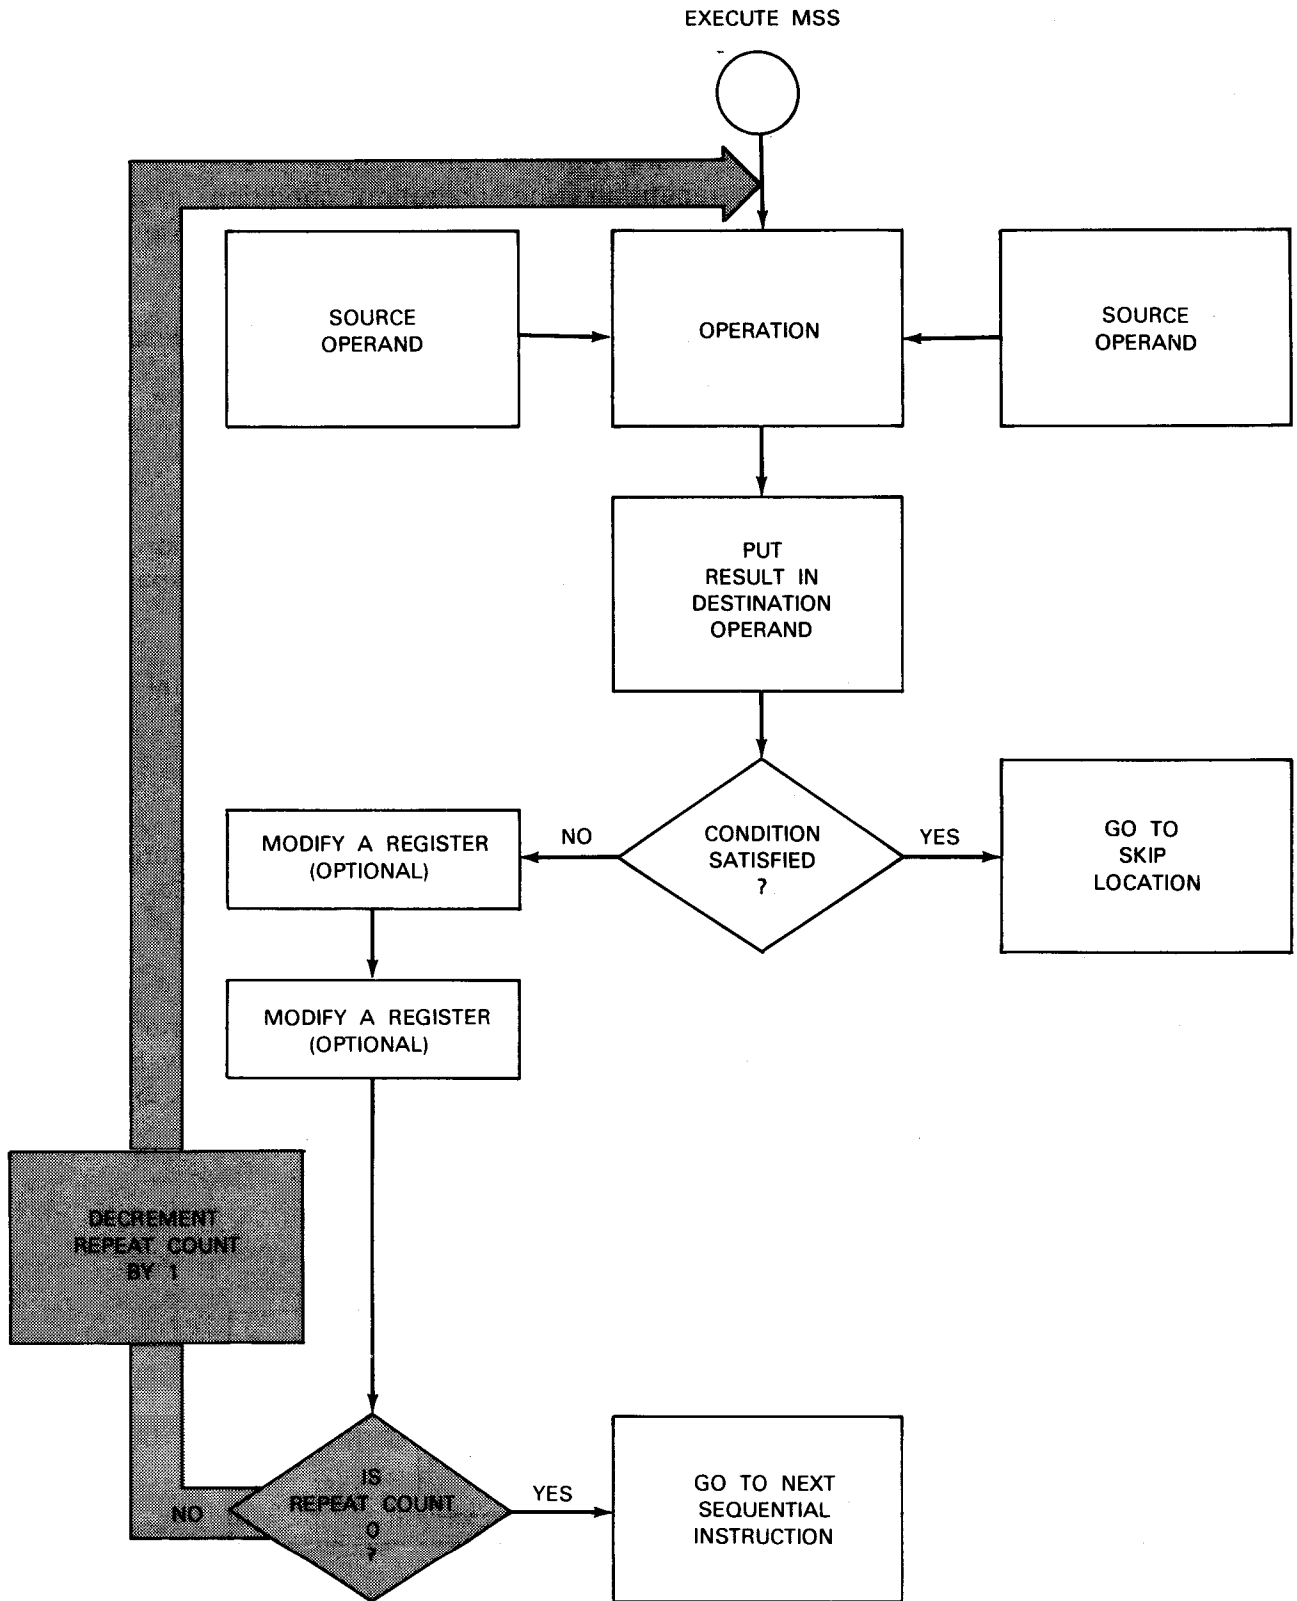 EXECUTE MSS
SOURCE
OPERAND
OPERATION
SOURCE
OPERAND
PUT
RESULT IN
DESTINATION
OPERAND
CONDITION
SATISFIED
?
NO
YES
MODIFY A REGISTER
(OPTIONAL)
GO TO
SKIP
LOCATION
MODIFY A REGISTER
(OPTIONAL)
DECREMENT
REPEAT COUNT
BY 1
IS
REPEAT COUNT
0
?
NO
YES
GO TO NEXT
SEQUENTIAL
INSTRUCTION